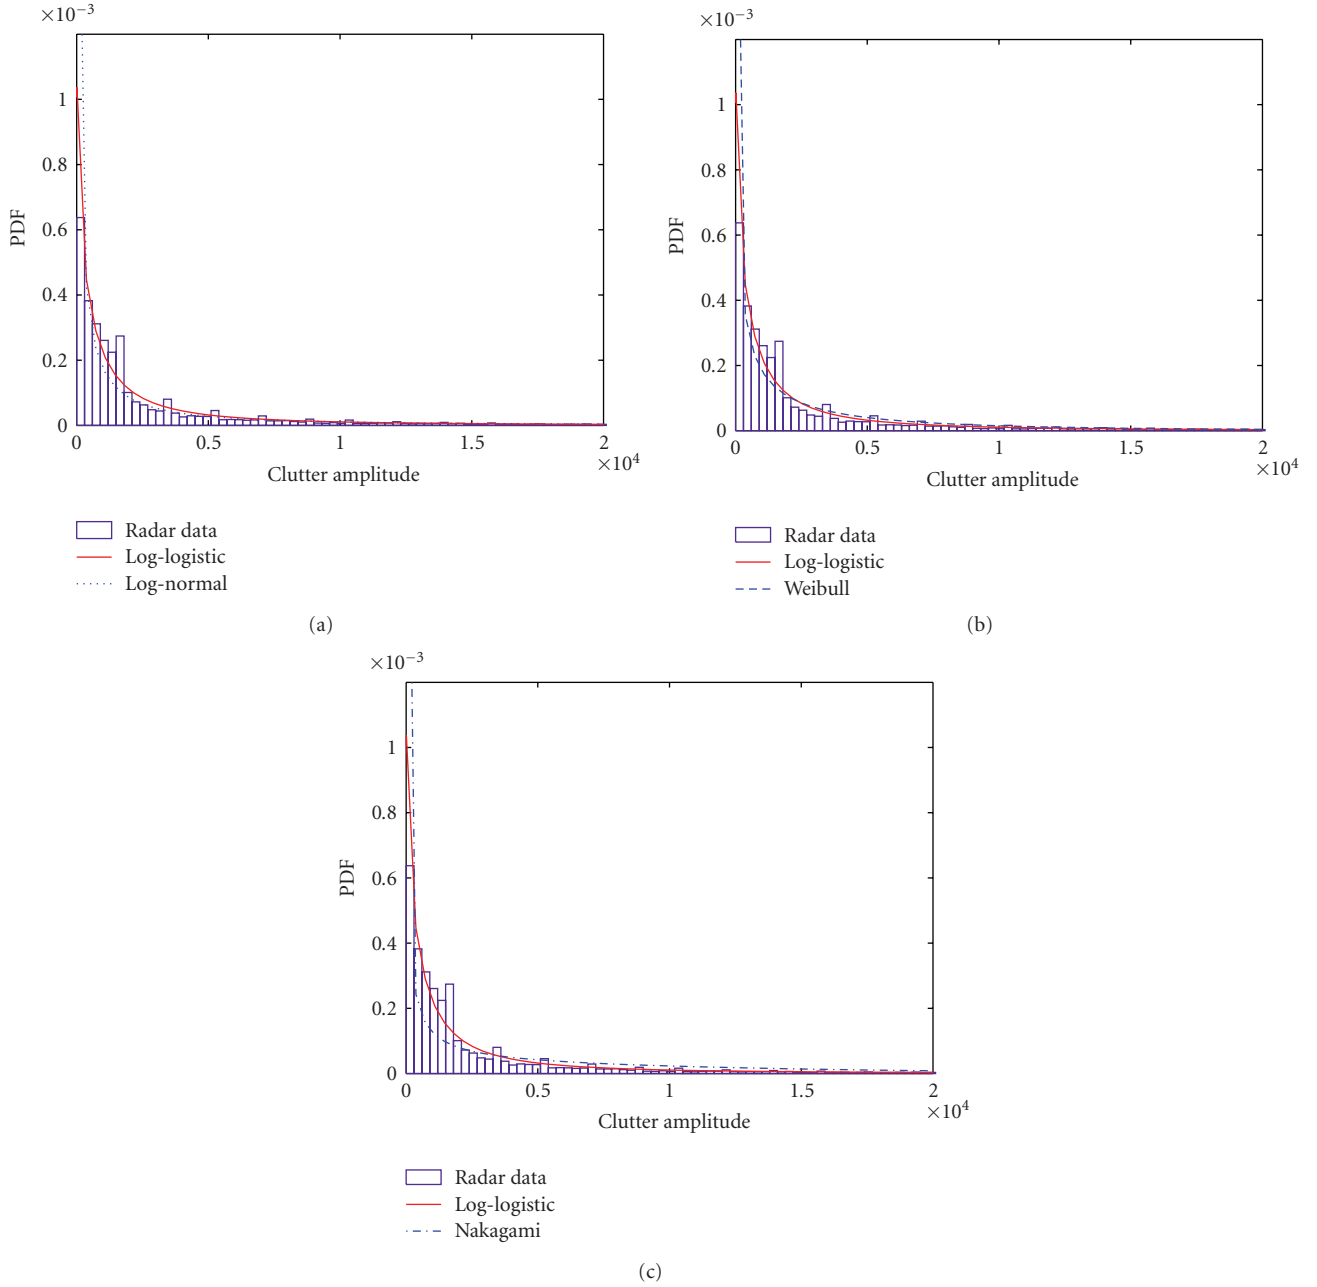 ×10−3
1
0.8
0.6
0.4
0.2
0
PDF
0 0.5 1 1.5 2
×10⁴
Clutter amplitude
Radar data
Log-logistic
Log-normal
(a)
×10−3
1
0.8
0.6
0.4
0.2
0
PDF
0 0.5 1 1.5 2
×10⁴
Clutter amplitude
Radar data
Log-logistic
Weibull
(b)
×10−3
1
0.8
0.6
0.4
0.2
0
PDF
0 0.5 1 1.5 2
×10⁴
Clutter amplitude
Radar data
Log-logistic
Nakagami
(c)